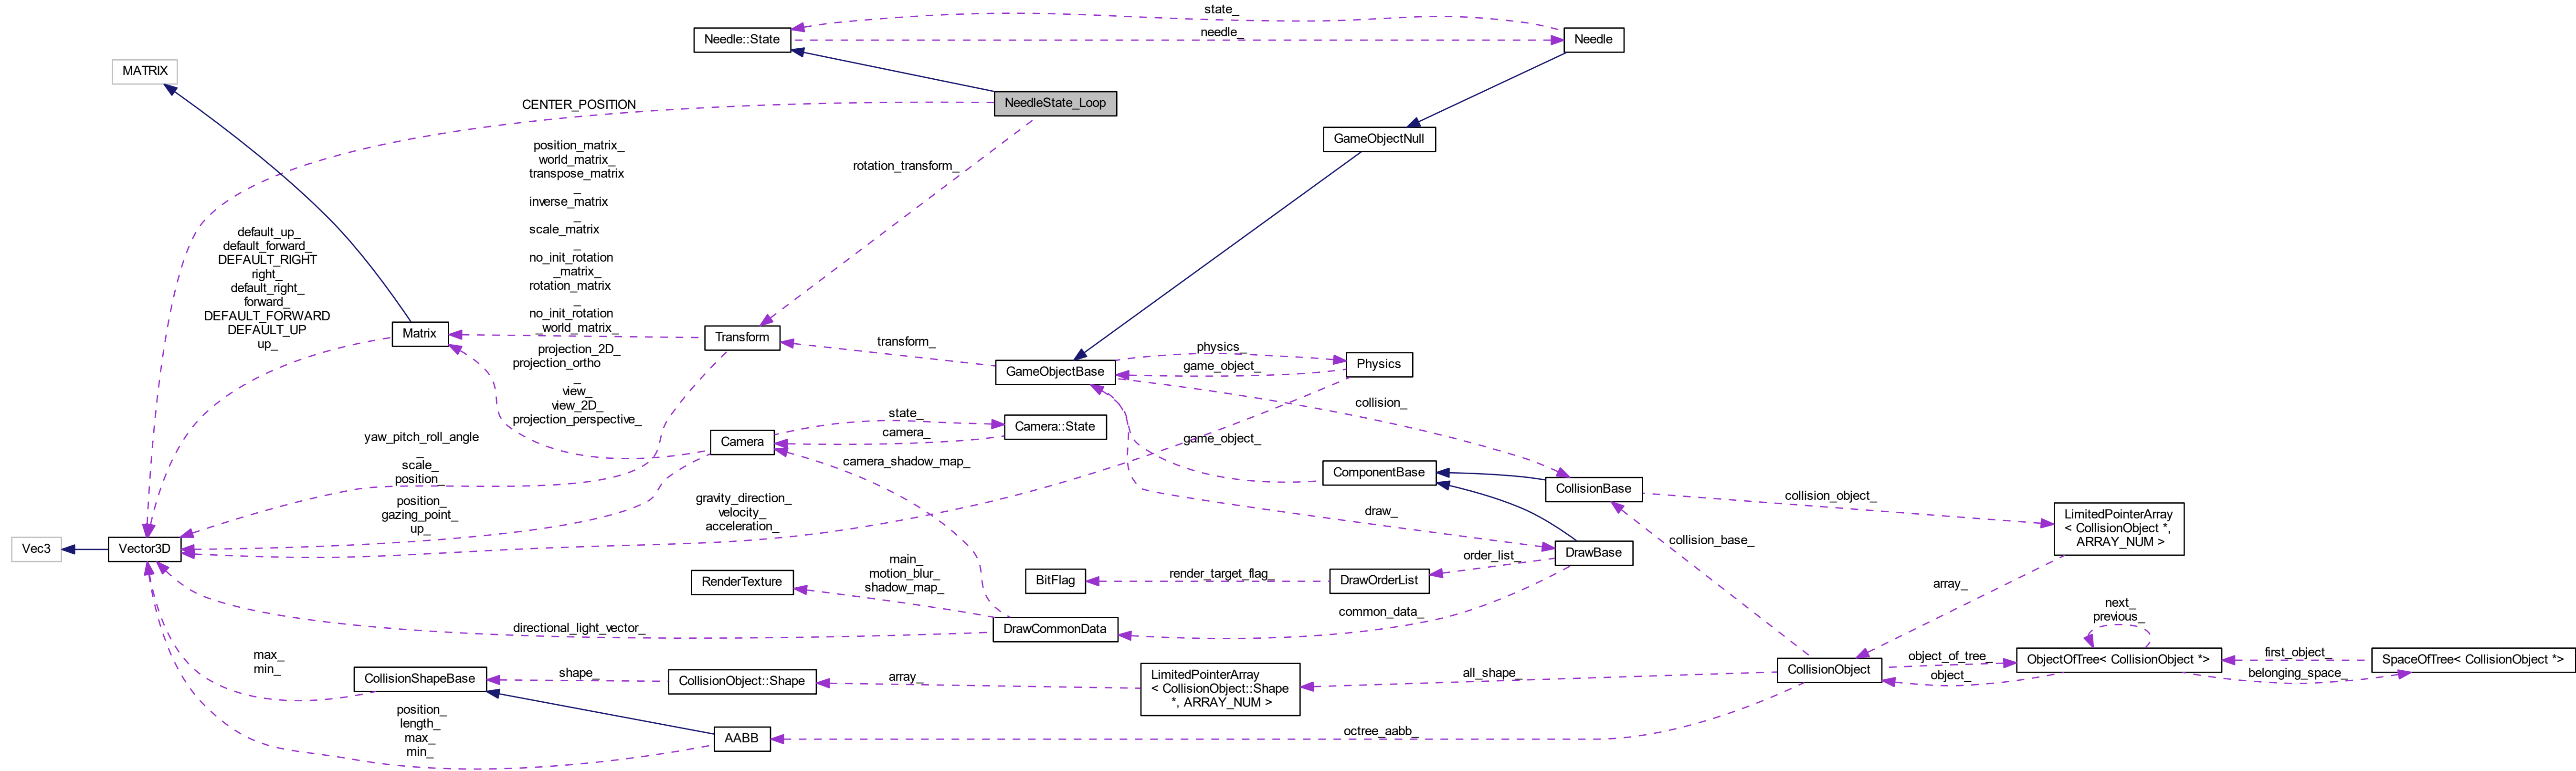 state_
Needle::State
needle_
Needle
MATRIX
CENTER_POSITION
NeedleState_Loop
GameObjectNull
position_matrix_
world_matrix_
transpose_matrix
_
inverse_matrix
_
scale_matrix
_
no_init_rotation
_matrix_
rotation_matrix
_
no_init_rotation
_world_matrix_
rotation_transform_
default_up_
default_forward_
DEFAULT_RIGHT
right_
default_right_
forward_
DEFAULT_FORWARD
DEFAULT_UP
up_
Matrix
Transform
transform_
GameObjectBase
physics_
game_object_
Physics
projection_2D_
projection_ortho
_
view_
view_2D_
projection_perspective_
collision_
state_
camera_
Camera
Camera::State
yaw_pitch_roll_angle
_
scale_
position_
camera_shadow_map_
game_object_
ComponentBase
CollisionBase
collision_object_
LimitedPointerArray
< CollisionObject *,
ARRAY_NUM >
position_
gazing_point_
up_
gravity_direction_
velocity_
acceleration_
draw_
Vec3
Vector3D
DrawBase
collision_base_
main_
motion_blur_
shadow_map_
RenderTexture
BitFlag
render_target_flag_
DrawOrderList
order_list_
array_
common_data_
directional_light_vector_
DrawCommonData
next_
previous_
max_
min_
CollisionShapeBase
shape_
CollisionObject::Shape
array_
LimitedPointerArray
< CollisionObject::Shape
*, ARRAY_NUM >
all_shape_
CollisionObject
object_of_tree_
object_
ObjectOfTree< CollisionObject *>
first_object_
belonging_space_
SpaceOfTree< CollisionObject *>
position_
length_
max_
min_
AABB
octree_aabb_